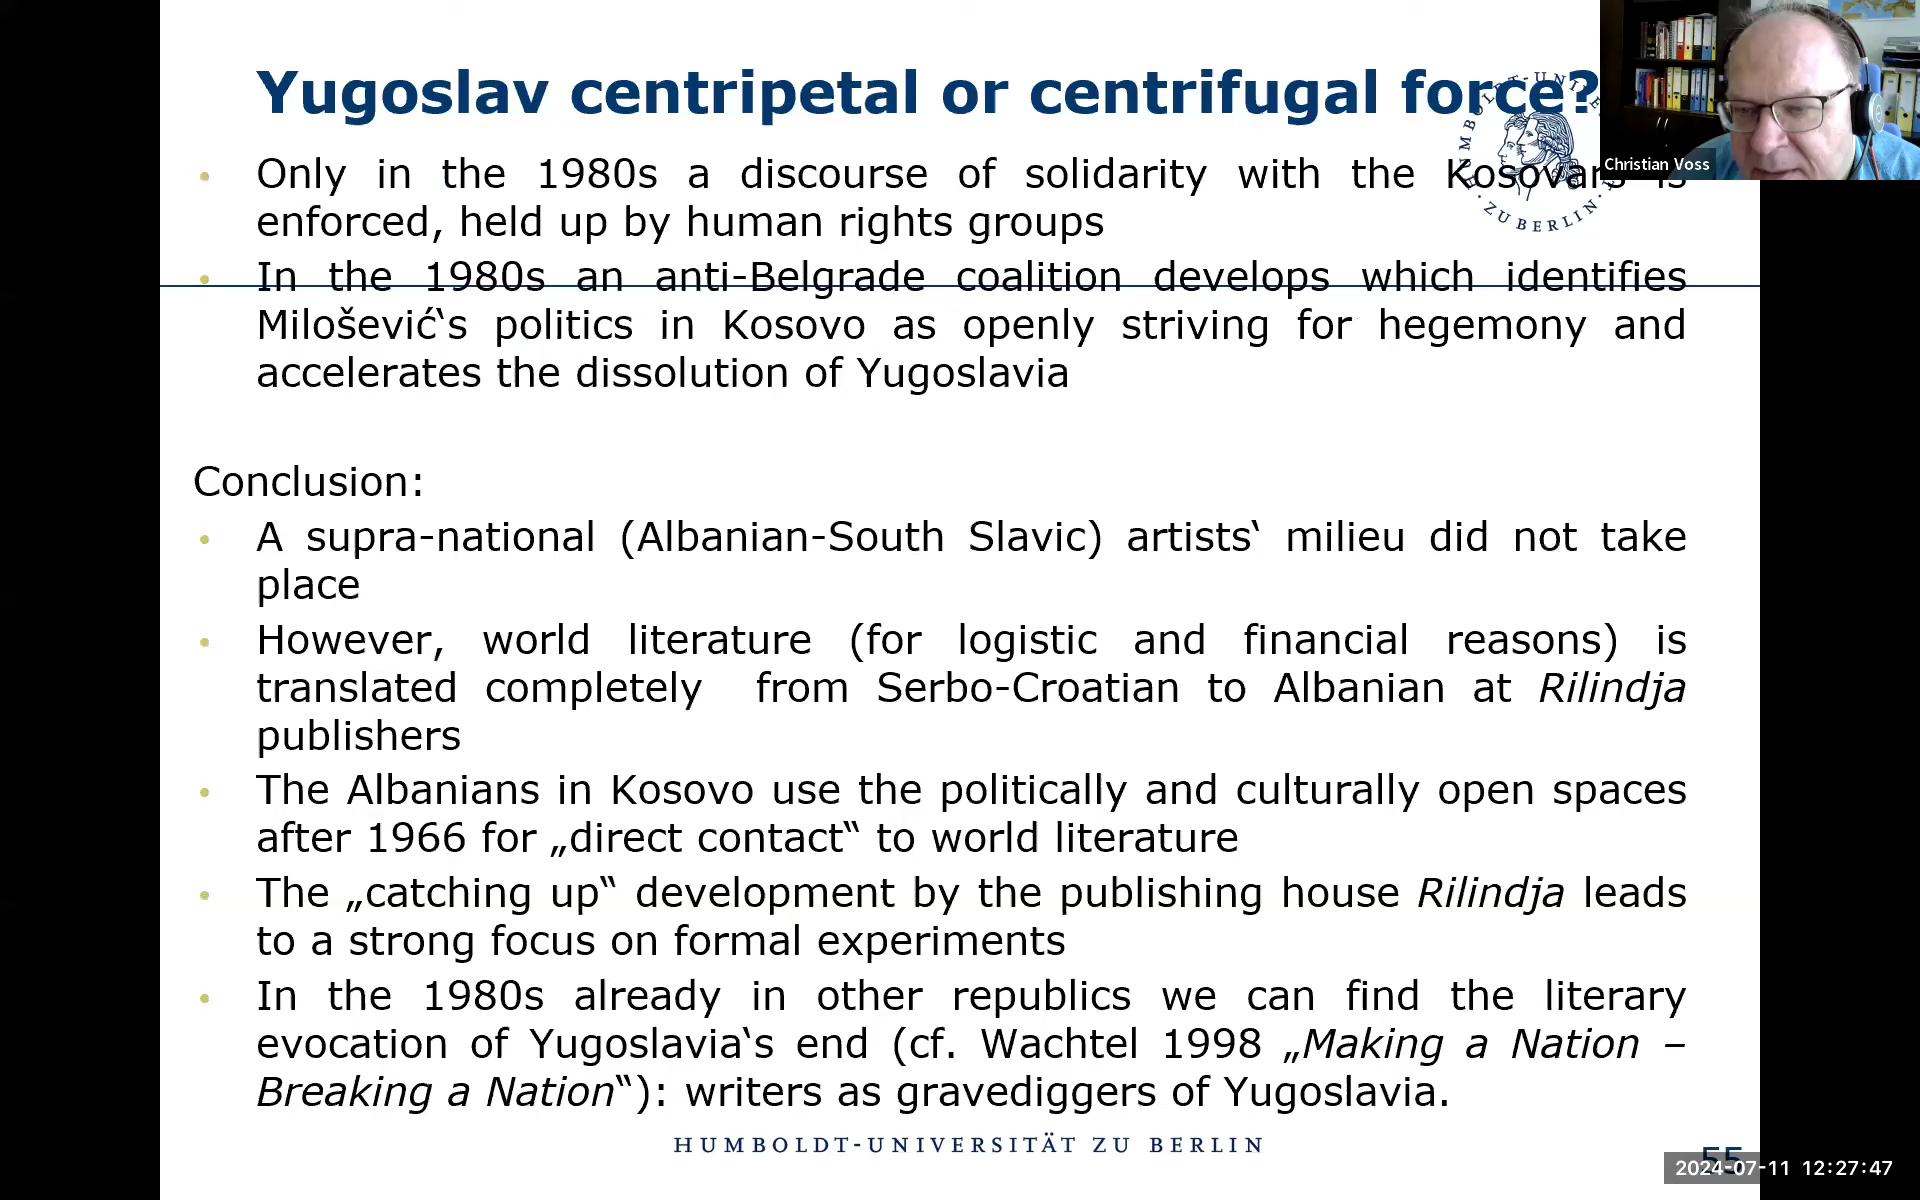 Yugoslav centripetal or centrifugal force?
Christian Voss
• Only in the 1980s a discourse of solidarity with the Kosovars is
enforced, held up by human rights groups
• In the 1980s an anti-Belgrade coalition develops which identifies
Milošević‘s politics in Kosovo as openly striving for hegemony and
accelerates the dissolution of Yugoslavia
Conclusion:
• A supra-national (Albanian-South Slavic) artists‘ milieu did not take
place
• However, world literature (for logistic and financial reasons) is
translated completely from Serbo-Croatian to Albanian at Rilindja
publishers
• The Albanians in Kosovo use the politically and culturally open spaces
after 1966 for „direct contact“ to world literature
• The „catching up“ development by the publishing house Rilindja leads
to a strong focus on formal experiments
• In the 1980s already in other republics we can find the literary
evocation of Yugoslavia‘s end (cf. Wachtel 1998 „Making a Nation –
Breaking a Nation“): writers as gravediggers of Yugoslavia.
HUMBOLDT-UNIVERSITÄT ZU BERLIN
55
2024-07-11 12:27:47